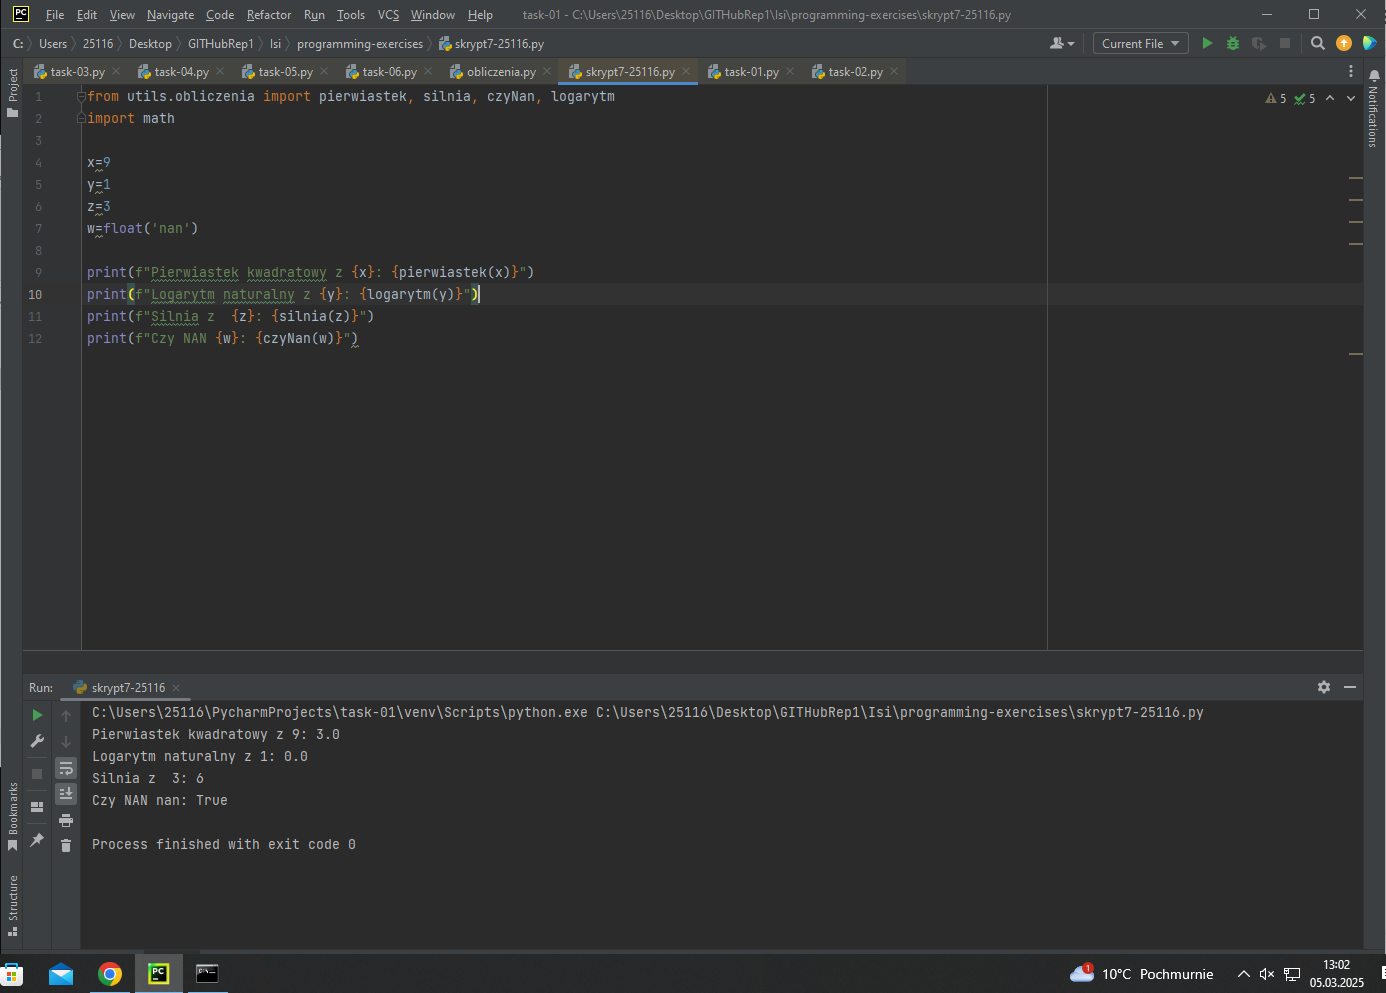 PC File Edit View Navigate Code Refactor Run Tools VCS Window Help task-01 - C:\Users\25116\Desktop\GITHubRep1\Isi\programming-exercises\skrypt7-25116.py
C: Users 25116 Desktop GITHubRep1 Isi programming-exercises skrypt7-25116.py Current File
task-03.py task-04.py task-05.py task-06.py obliczenia.py skrypt7-25116.py task-01.py task-02.py
Project
Notifications
5 5
1 from utils.obliczenia import pierwiastek, silnia, czyNan, logarytm
2 import math
3
4 x=9
5 y=1
6 z=3
7 w=float('nan')
8
9 print(f"Pierwiastek kwadratowy z {x}: {pierwiastek(x)}")
10 print(f"Logarytm naturalny z {y}: {logarytm(y)}")
11 print(f"Silnia z  {z}: {silnia(z)}")
12 print(f"Czy NAN {w}: {czyNan(w)}")
Run: skrypt7-25116
C:\Users\25116\PycharmProjects\task-01\venv\Scripts\python.exe C:\Users\25116\Desktop\GITHubRep1\Isi\programming-exercises\skrypt7-25116.py
Pierwiastek kwadratowy z 9: 3.0
Logarytm naturalny z 1: 0.0
Silnia z  3: 6
Czy NAN nan: True
Process finished with exit code 0
Bookmarks
Structure
PC
1 10°C Pochmurnie
13:02
05.03.2025